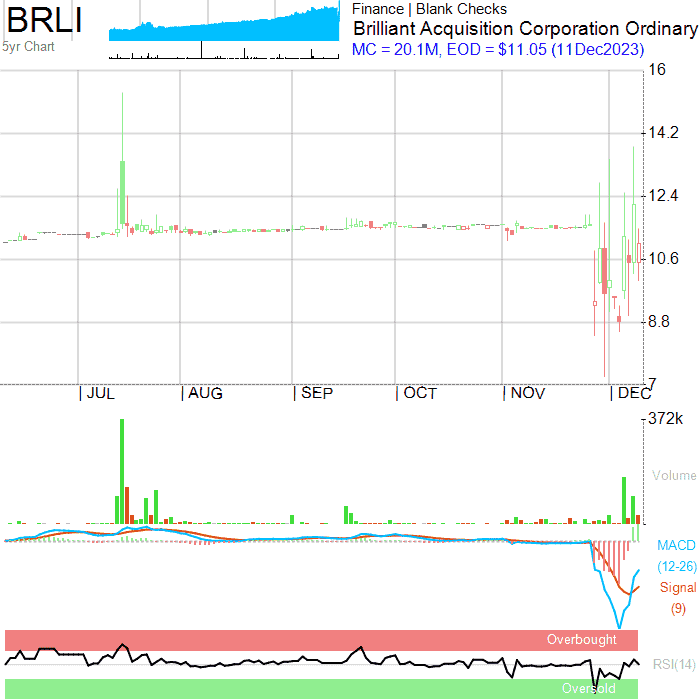 BRLI
5yr Chart
Finance | Blank Checks
Brilliant Acquisition Corporation Ordinary
MC = 20.1M, EOD = $11.05 (11Dec2023)
16
14.2
12.4
10.6
8.8
7
| JUL | AUG | SEP | OCT | NOV | DEC
372k
Volume
MACD
(12-26)
Signal
(9)
Overbought
RSI(14)
Oversold